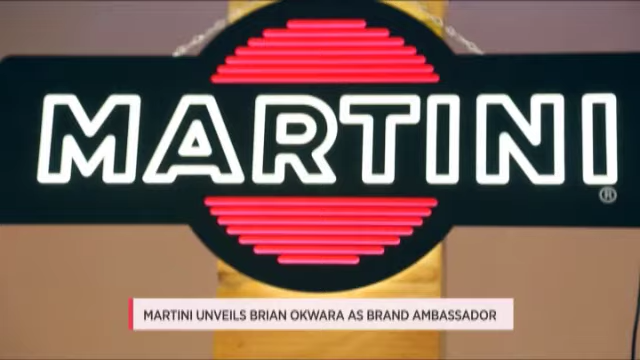 MARTINI
®
MARTINI UNVEILS BRIAN OKWARA AS BRAND AMBASSADOR